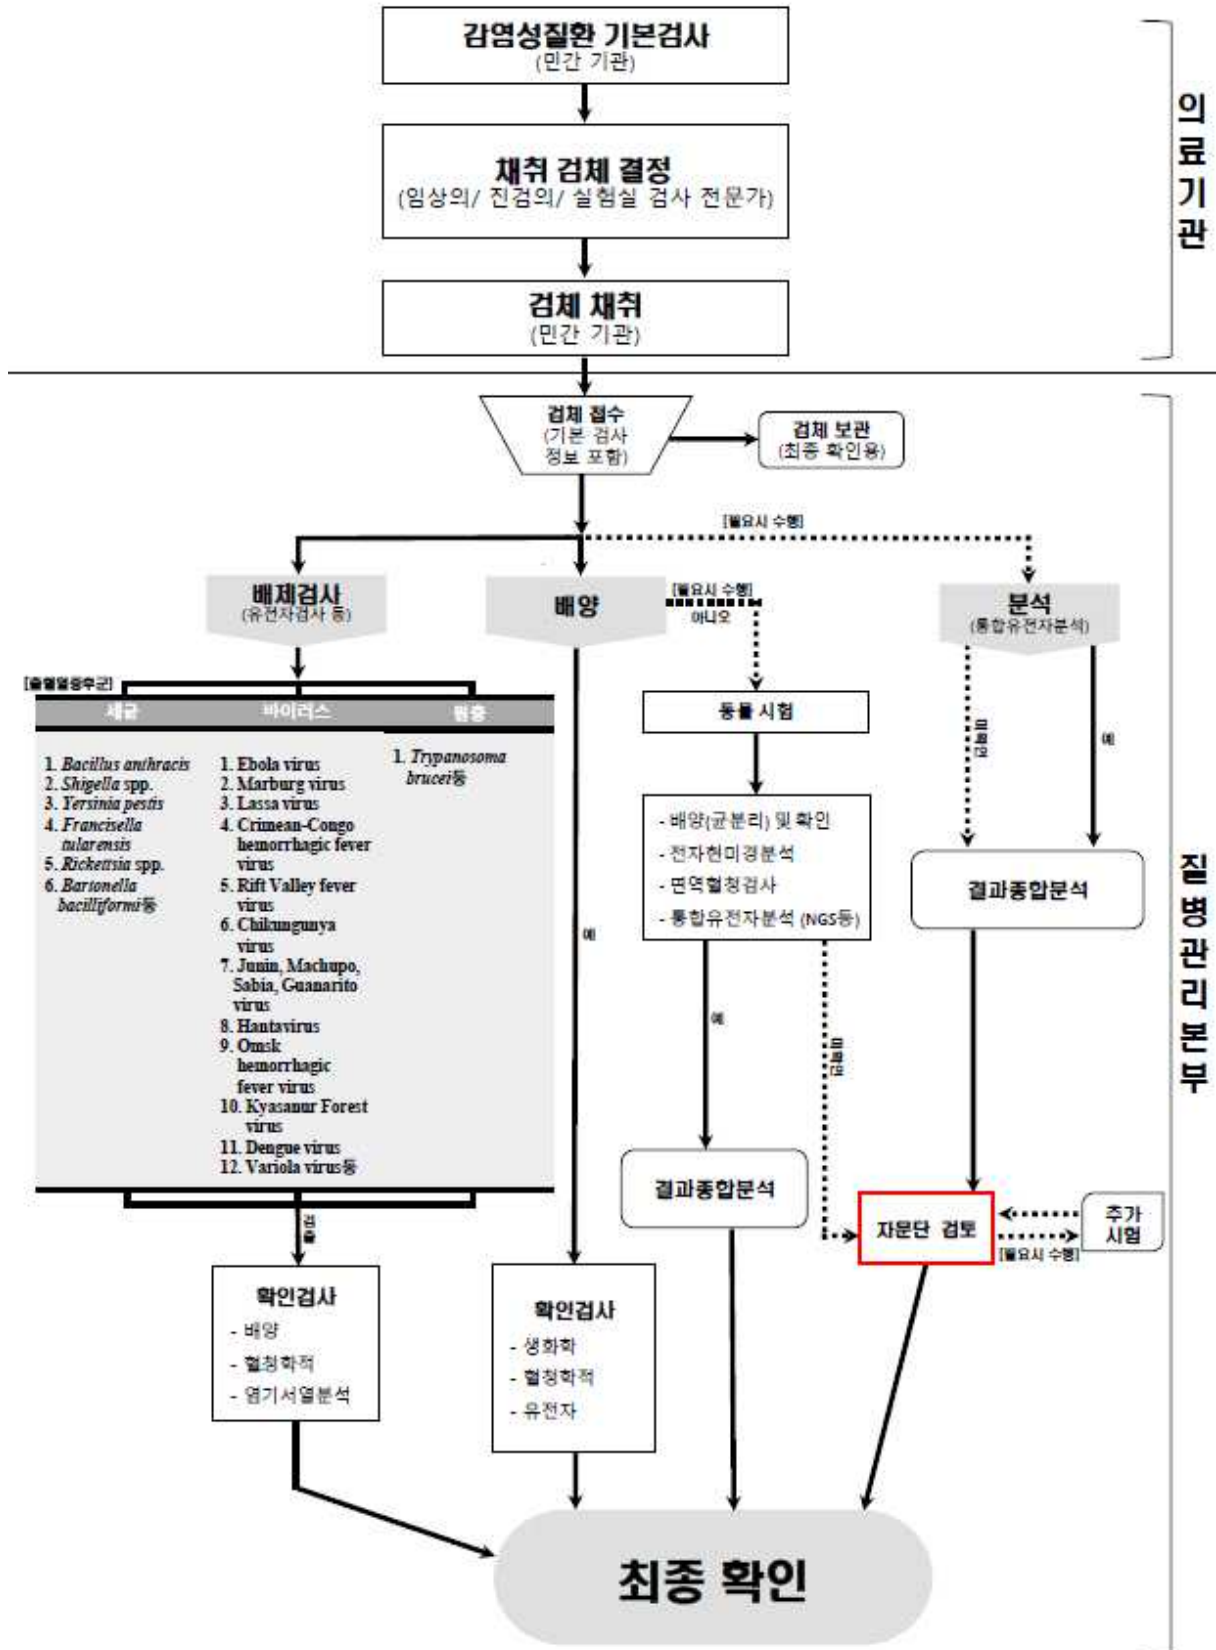 감염성질환 기본검사
(민간 기관)
채취 검체 결정
(임상의/ 진검의/ 실험실 검사 전문가)
검체 채취
(민간 기관)
의료기관
검체 접수
(기본 검사
정보 포함)
검체 보관
(최종 확인용)
[필요시 수행]
배제검사
(유전자검사 등)
배양
[필요시 수행]
아니오
분석
(통합유전자분석)
[출혈열증후군]
세균
바이러스
원충
1. Bacillus anthracis
2. Shigella spp.
3. Yersinia pestis
4. Francisella
tularensis
5. Rickettsia spp.
6. Bartonella
bacilliformi등
1. Ebola virus
2. Marburg virus
3. Lassa virus
4. Crimean-Congo
hemorrhagic fever
virus
5. Rift Valley fever
virus
6. Chikungunya
virus
7. Junin, Machupo,
Sabia, Guanarito
virus
8. Hantavirus
9. Omsk
hemorrhagic
fever virus
10. Kyasanur Forest
virus
11. Dengue virus
12. Variola virus등
1. Trypanosoma
brucei등
동물 시험
- 배양(균분리) 및 확인
- 전자현미경분석
- 면역혈청검사
- 통합유전자분석 (NGS등)
미확인
예
결과종합분석
예
예
미확인
질병관리본부
결과종합분석
자문단 검토
추가
시험
[필요시 수행]
검출
확인검사
- 배양
- 혈청학적
- 염기서열분석
확인검사
- 생화학
- 혈청학적
- 유전자
최종 확인